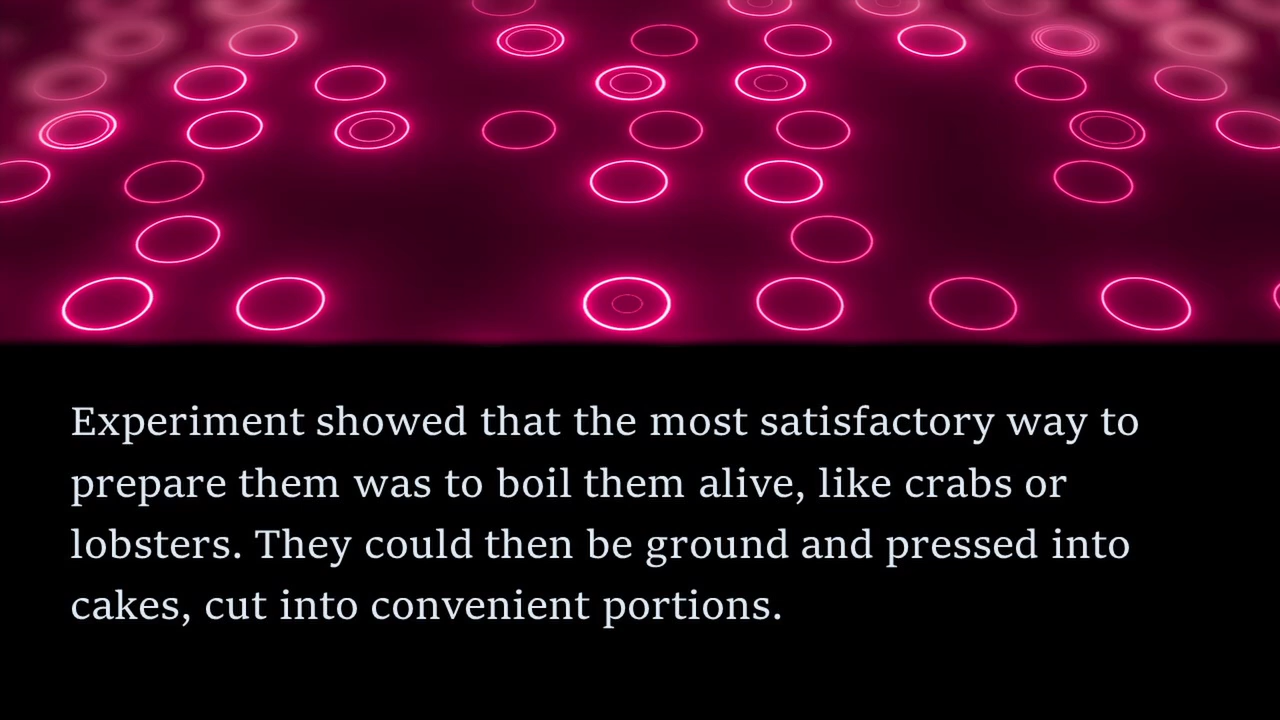 Experiment showed that the most satisfactory way to
prepare them was to boil them alive, like crabs or
lobsters. They could then be ground and pressed into
cakes, cut into convenient portions.